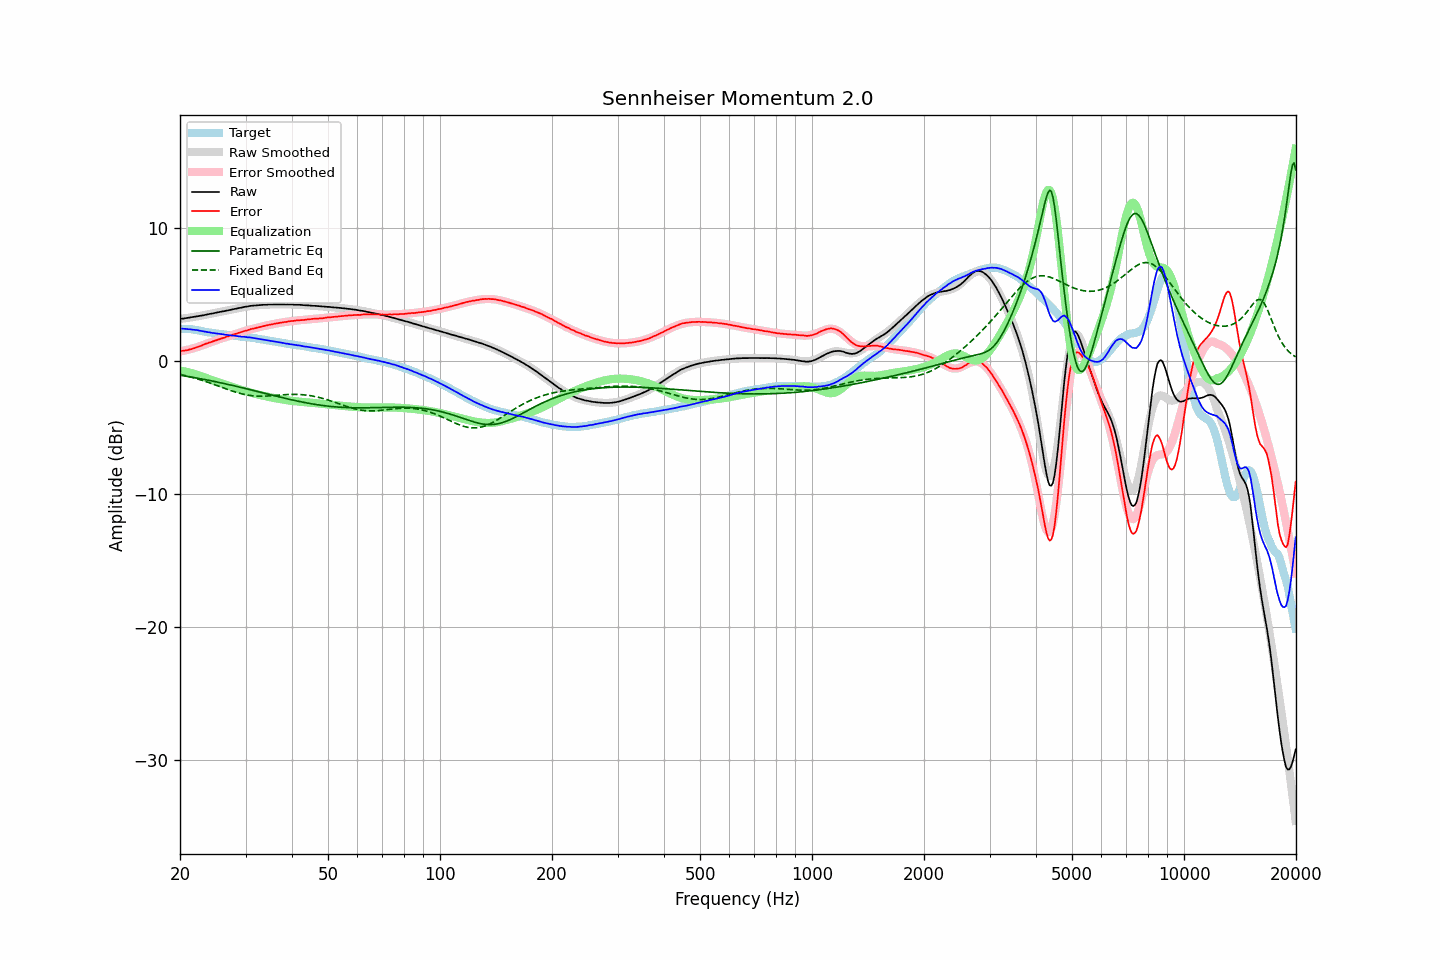 Sennheiser Momentum 2.0
Target
Raw Smoothed
Error Smoothed
Raw
Error
Equalization
Parametric Eq
Fixed Band Eq
Equalized
10
0
−10
−20
−30
Amplitude (dBr)
20 50 100 200 500 1000 2000 5000 10000 20000
Frequency (Hz)